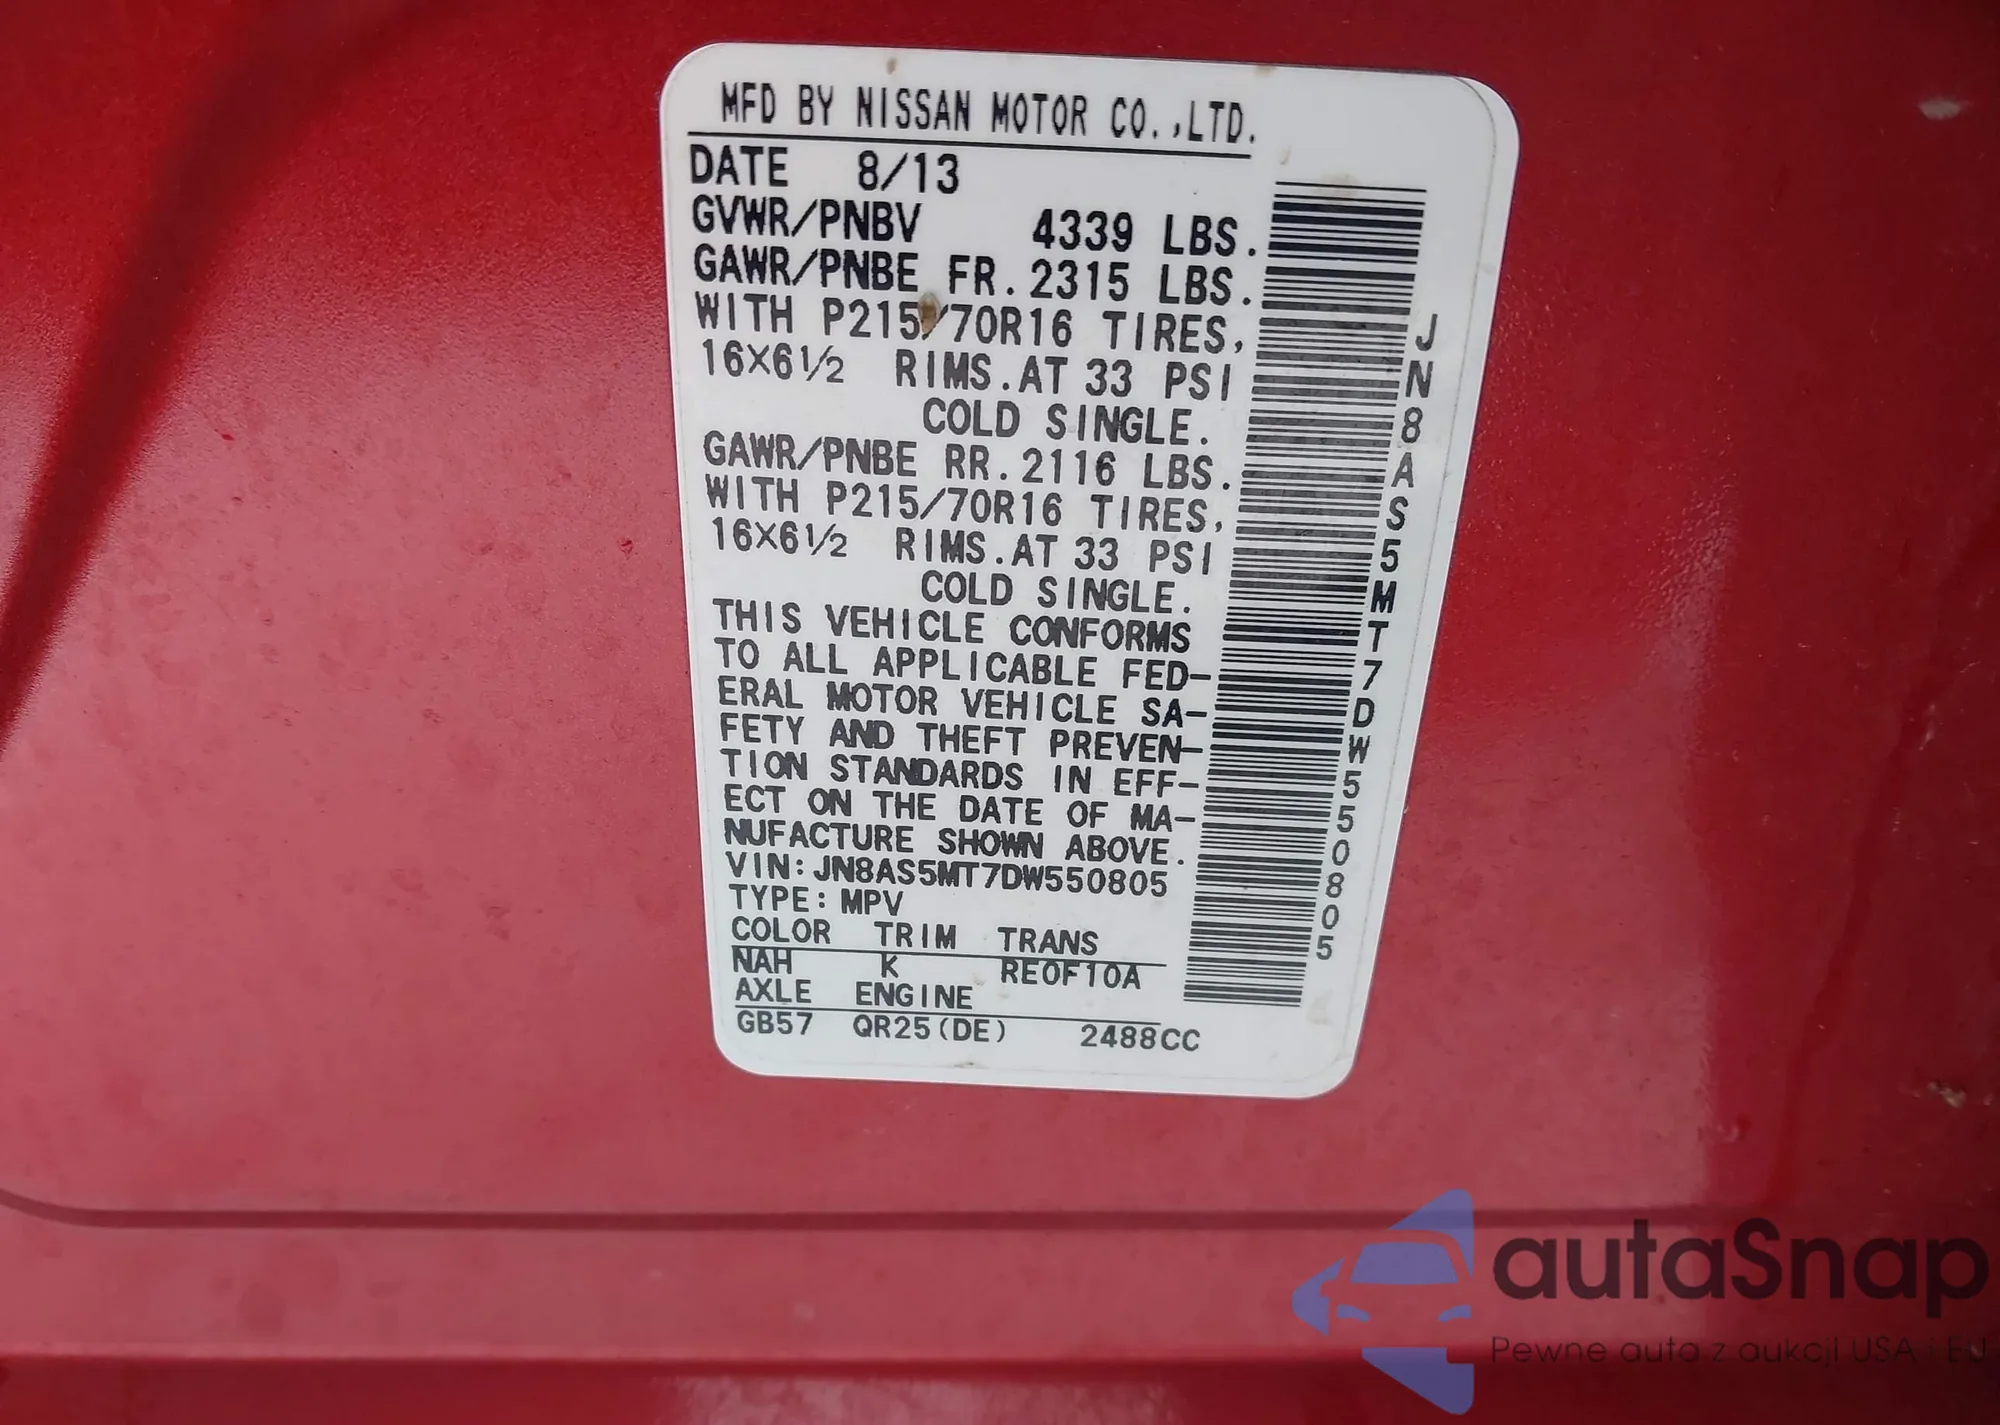 MFD BY NISSAN MOTOR CO.,LTD.
DATE 8/13
GVWR/PNBV 4339 LBS.
GAWR/PNBE FR.2315 LBS.
WITH P215/70R16 TIRES,
16X6½ RIMS.AT 33 PSI
COLD SINGLE.
GAWR/PNBE RR.2116 LBS.
WITH P215/70R16 TIRES,
16X6½ RIMS.AT 33 PSI
COLD SINGLE.
THIS VEHICLE CONFORMS
TO ALL APPLICABLE FED-
ERAL MOTOR VEHICLE SA-
FETY AND THEFT PREVEN-
TION STANDARDS IN EFF-
ECT ON THE DATE OF MA-
NUFACTURE SHOWN ABOVE.
VIN:JN8AS5MT7DW550805
TYPE:MPV
COLOR TRIM TRANS
NAH K RE0F10A
AXLE ENGINE
GB57 QR25(DE) 2488CC
JN8AS5MT7DW550805
autaSnap
Pewne auta z aukcji USA i EU